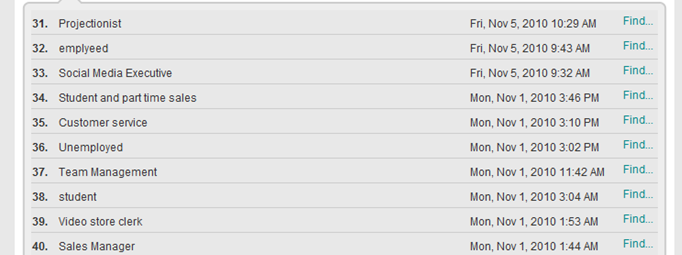 31. Projectionist Fri, Nov 5, 2010 10:29 AM Find...
32. emplyeed Fri, Nov 5, 2010 9:43 AM Find...
33. Social Media Executive Fri, Nov 5, 2010 9:32 AM Find...
34. Student and part time sales Mon, Nov 1, 2010 3:46 PM Find...
35. Customer service Mon, Nov 1, 2010 3:10 PM Find...
36. Unemployed Mon, Nov 1, 2010 3:02 PM Find...
37. Team Management Mon, Nov 1, 2010 11:42 AM Find...
38. student Mon, Nov 1, 2010 3:04 AM Find...
39. Video store clerk Mon, Nov 1, 2010 1:53 AM Find...
40. Sales Manager Mon, Nov 1, 2010 1:44 AM Find...